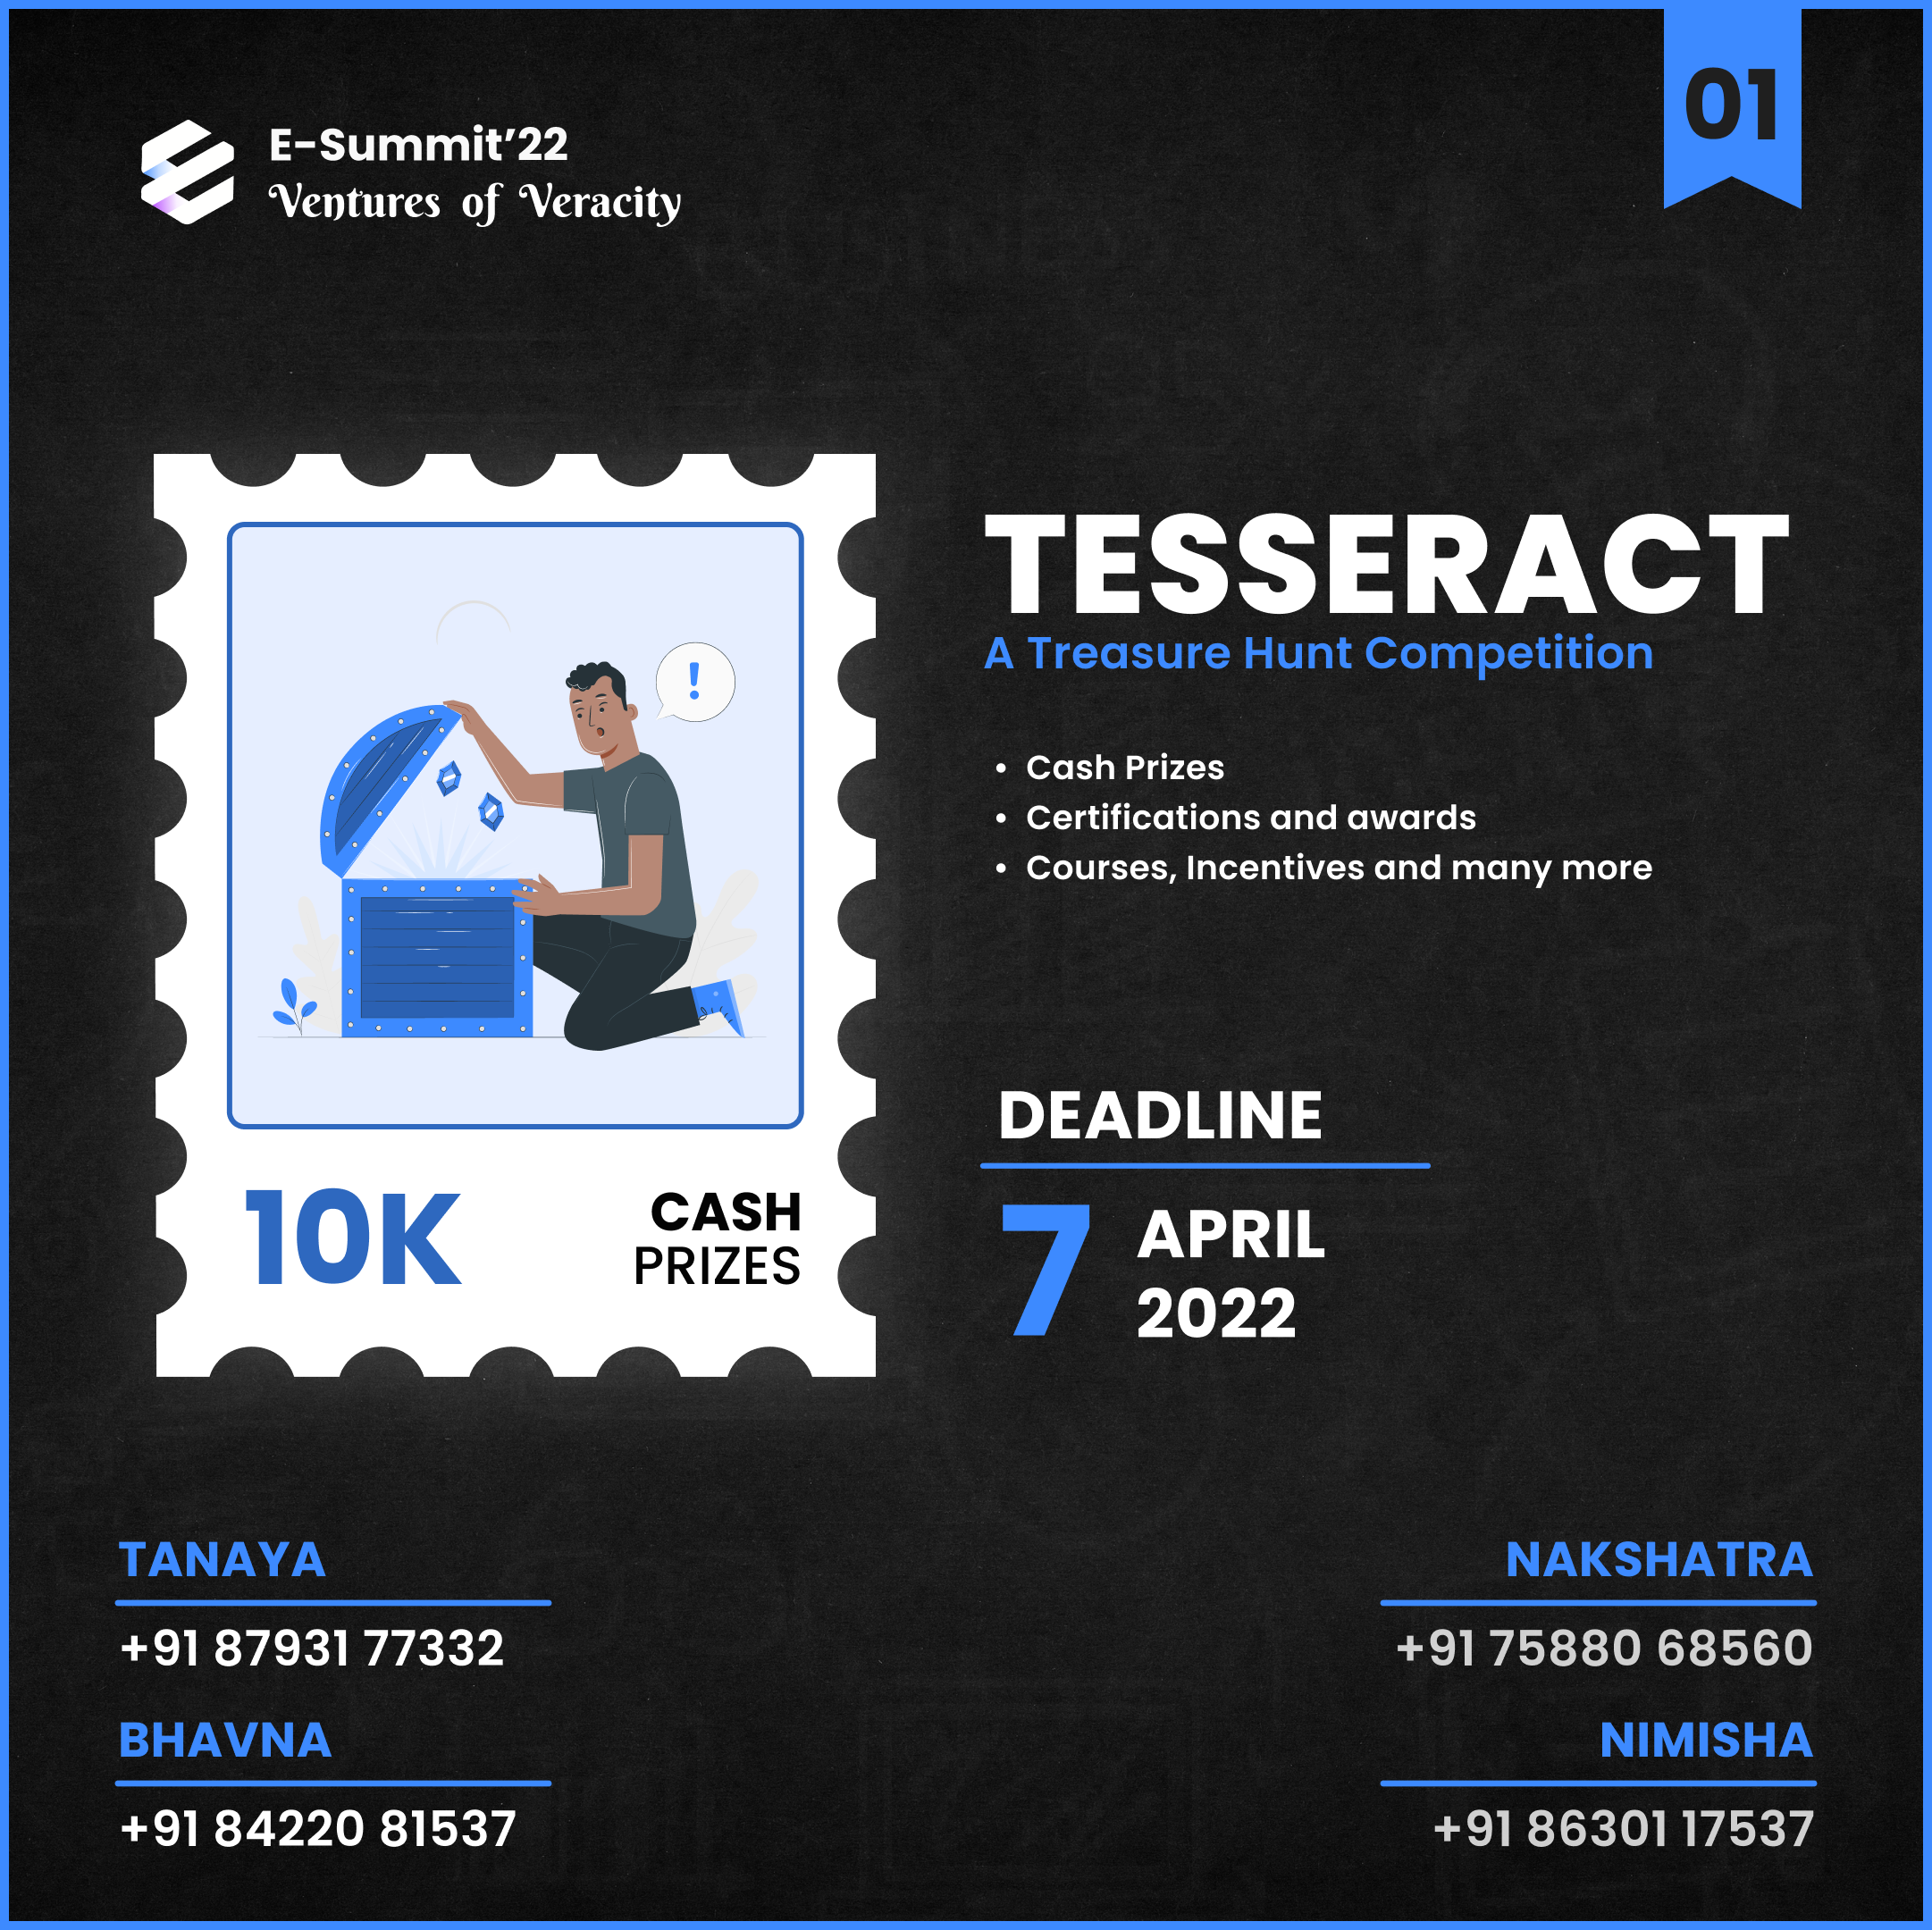 01
E-Summit’22
Ventures of Veracity
TESSERACT
A Treasure Hunt Competition
!
• Cash Prizes
• Certifications and awards
• Courses, Incentives and many more
10K
CASH
PRIZES
DEADLINE
7
APRIL
2022
TANAYA
+91 87931 77332
BHAVNA
+91 84220 81537
NAKSHATRA
+91 75880 68560
NIMISHA
+91 86301 17537